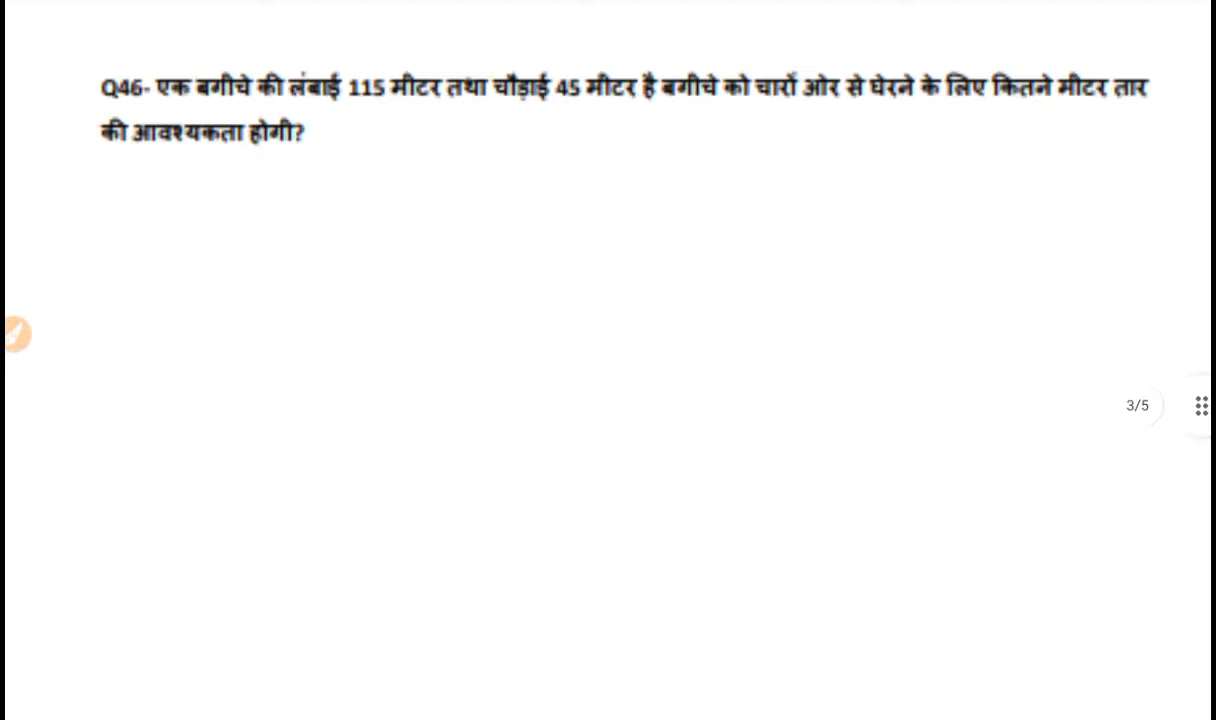 Q46- एक बगीचे की लंबाई 115 मीटर तथा चौड़ाई 45 मीटर है बगीचे को चारों ओर से घेरने के लिए कितने मीटर तार
की आवश्यकता होगी?
3/5